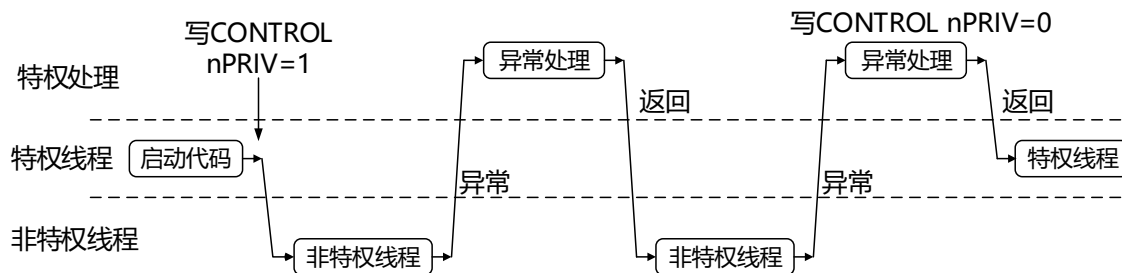 写CONTROL
nPRIV=1
写CONTROL nPRIV=0
特权处理
异常处理
异常处理
返回
返回
特权线程
启动代码
特权线程
异常
异常
非特权线程
非特权线程
非特权线程